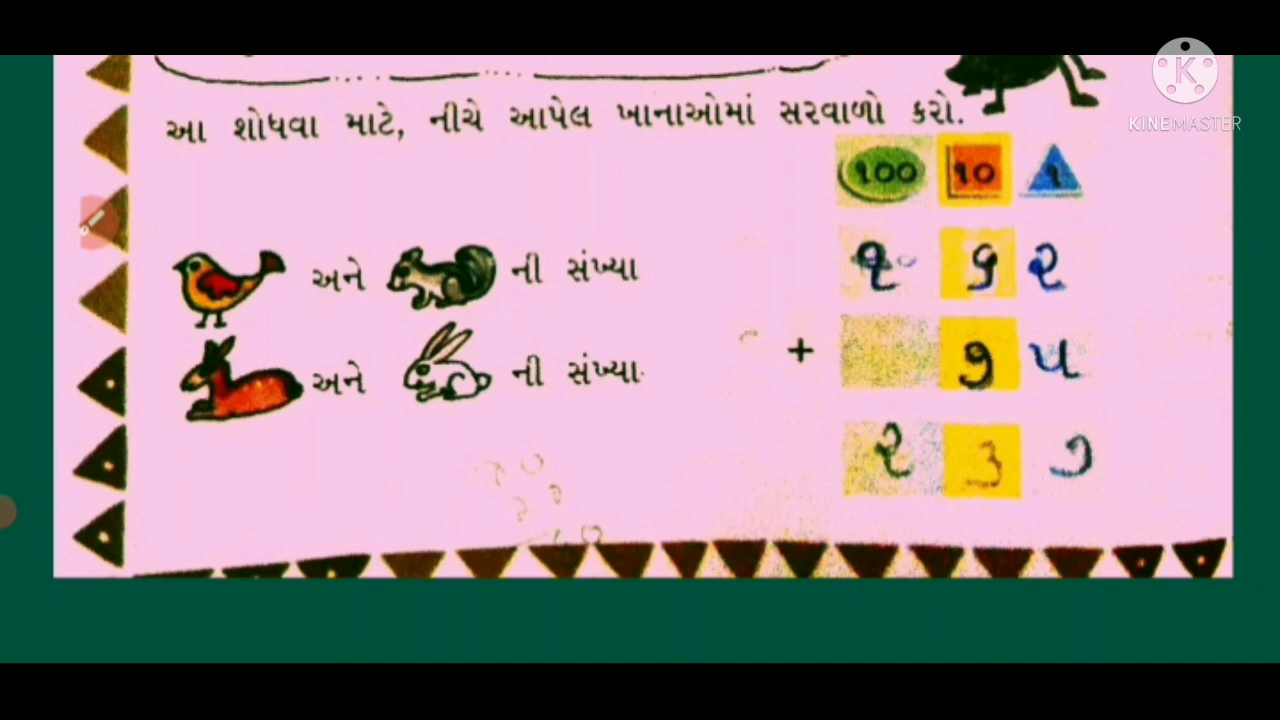 આ શોધવા માટે, નીચે આપેલ ખાનાઓમાં સરવાળો કરો.
KINEMASTER
૧૦૦ ૧૦ ૧
અને ની સંખ્યા ૧ ૬ ૨
અને ની સંખ્યા + ૭ ૫
૨ ૩ ૭